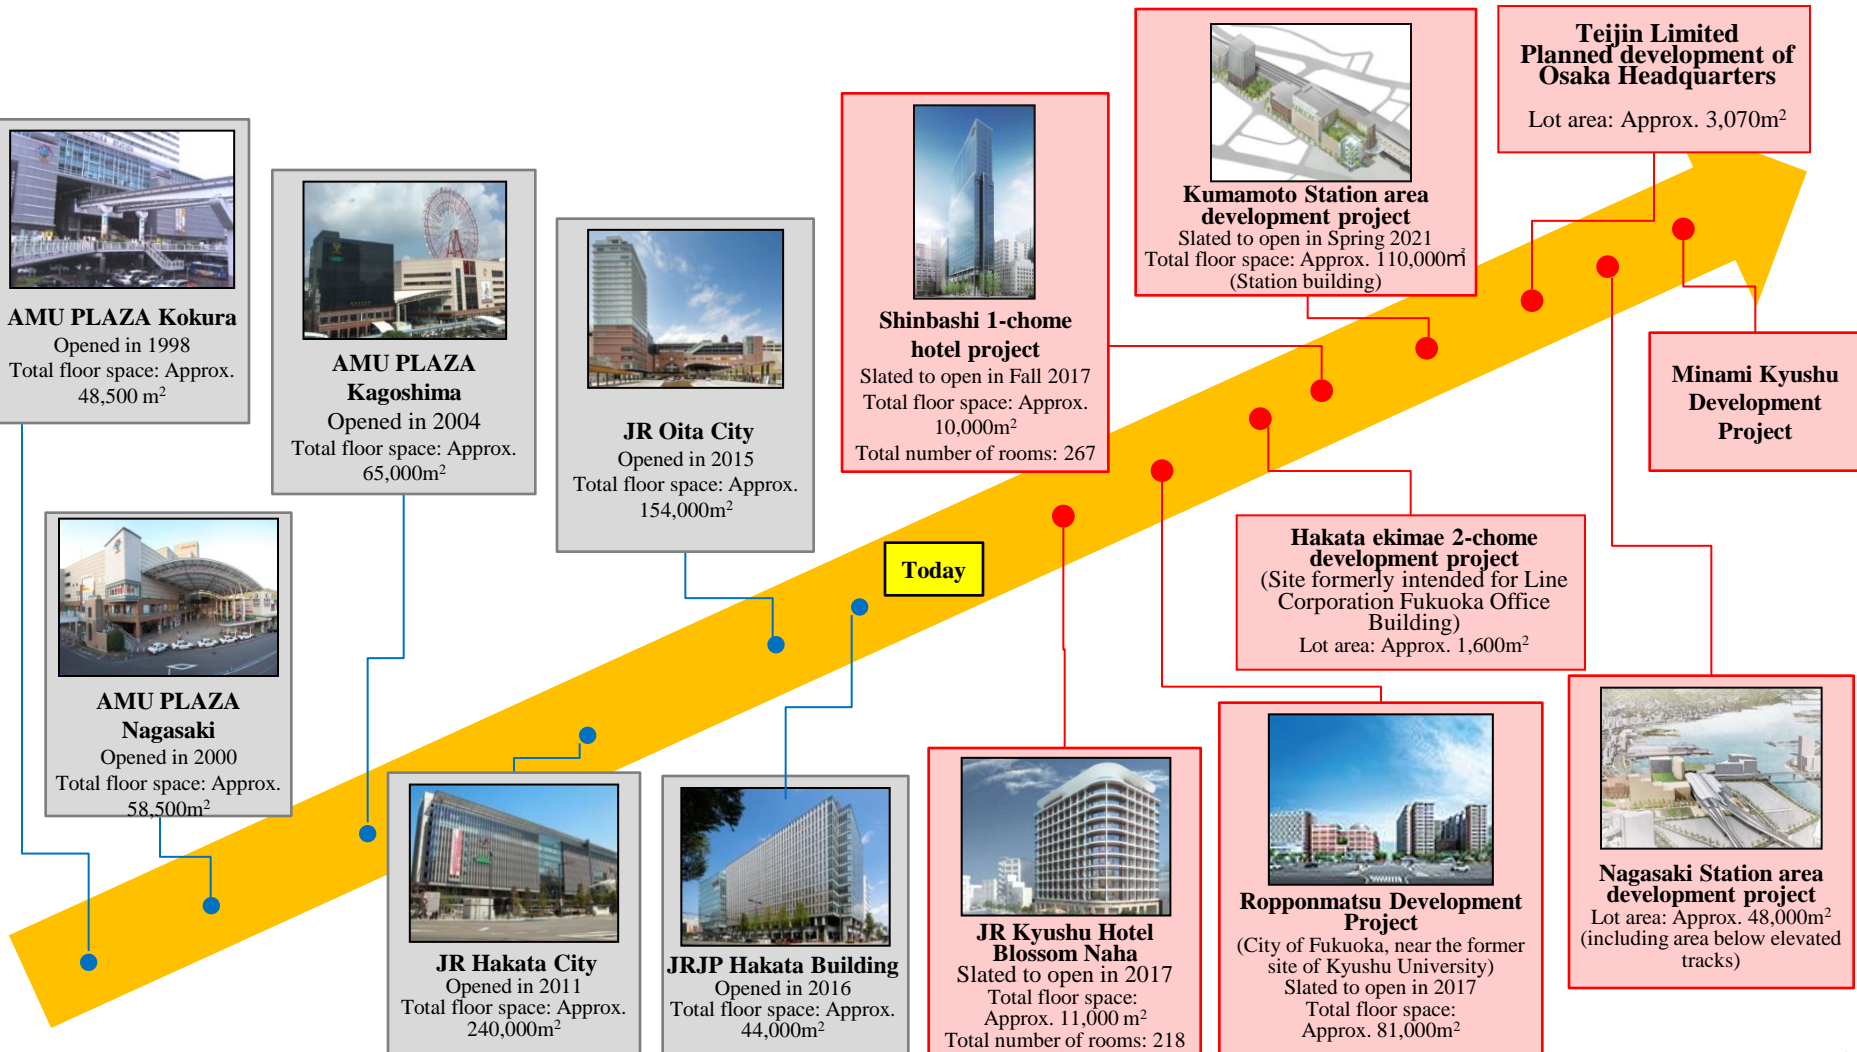 AMU PLAZA Kokura
Opened in 1998
Total floor space: Approx.
48,500 m²
AMU PLAZA
Nagasaki
Opened in 2000
Total floor space: Approx.
58,500m²
AMU PLAZA
Kagoshima
Opened in 2004
Total floor space: Approx.
65,000m²
JR Hakata City
Opened in 2011
Total floor space: Approx.
240,000m²
JR Oita City
Opened in 2015
Total floor space: Approx.
154,000m²
JRJP Hakata Building
Opened in 2016
Total floor space: Approx.
44,000m²
Today
JR Kyushu Hotel
Blossom Naha
Slated to open in 2017
Total floor space:
Approx. 11,000 m²
Total number of rooms: 218
Ropponmatsu Development
Project
(City of Fukuoka, near the former
site of Kyushu University)
Slated to open in 2017
Total floor space:
Approx. 81,000m²
Hakata ekimae 2-chome
development project
(Site formerly intended for Line
Corporation Fukuoka Office
Building)
Lot area: Approx. 1,600m²
Shinbashi 1-chome
hotel project
Slated to open in Fall 2017
Total floor space: Approx.
10,000m²
Total number of rooms: 267
Kumamoto Station area
development project
Slated to open in Spring 2021
Total floor space: Approx. 110,000㎡
(Station building)
Teijin Limited
Planned development of
Osaka Headquarters
Lot area: Approx. 3,070m²
Nagasaki Station area
development project
Lot area: Approx. 48,000m²
(including area below elevated
tracks)
Minami Kyushu
Development
Project